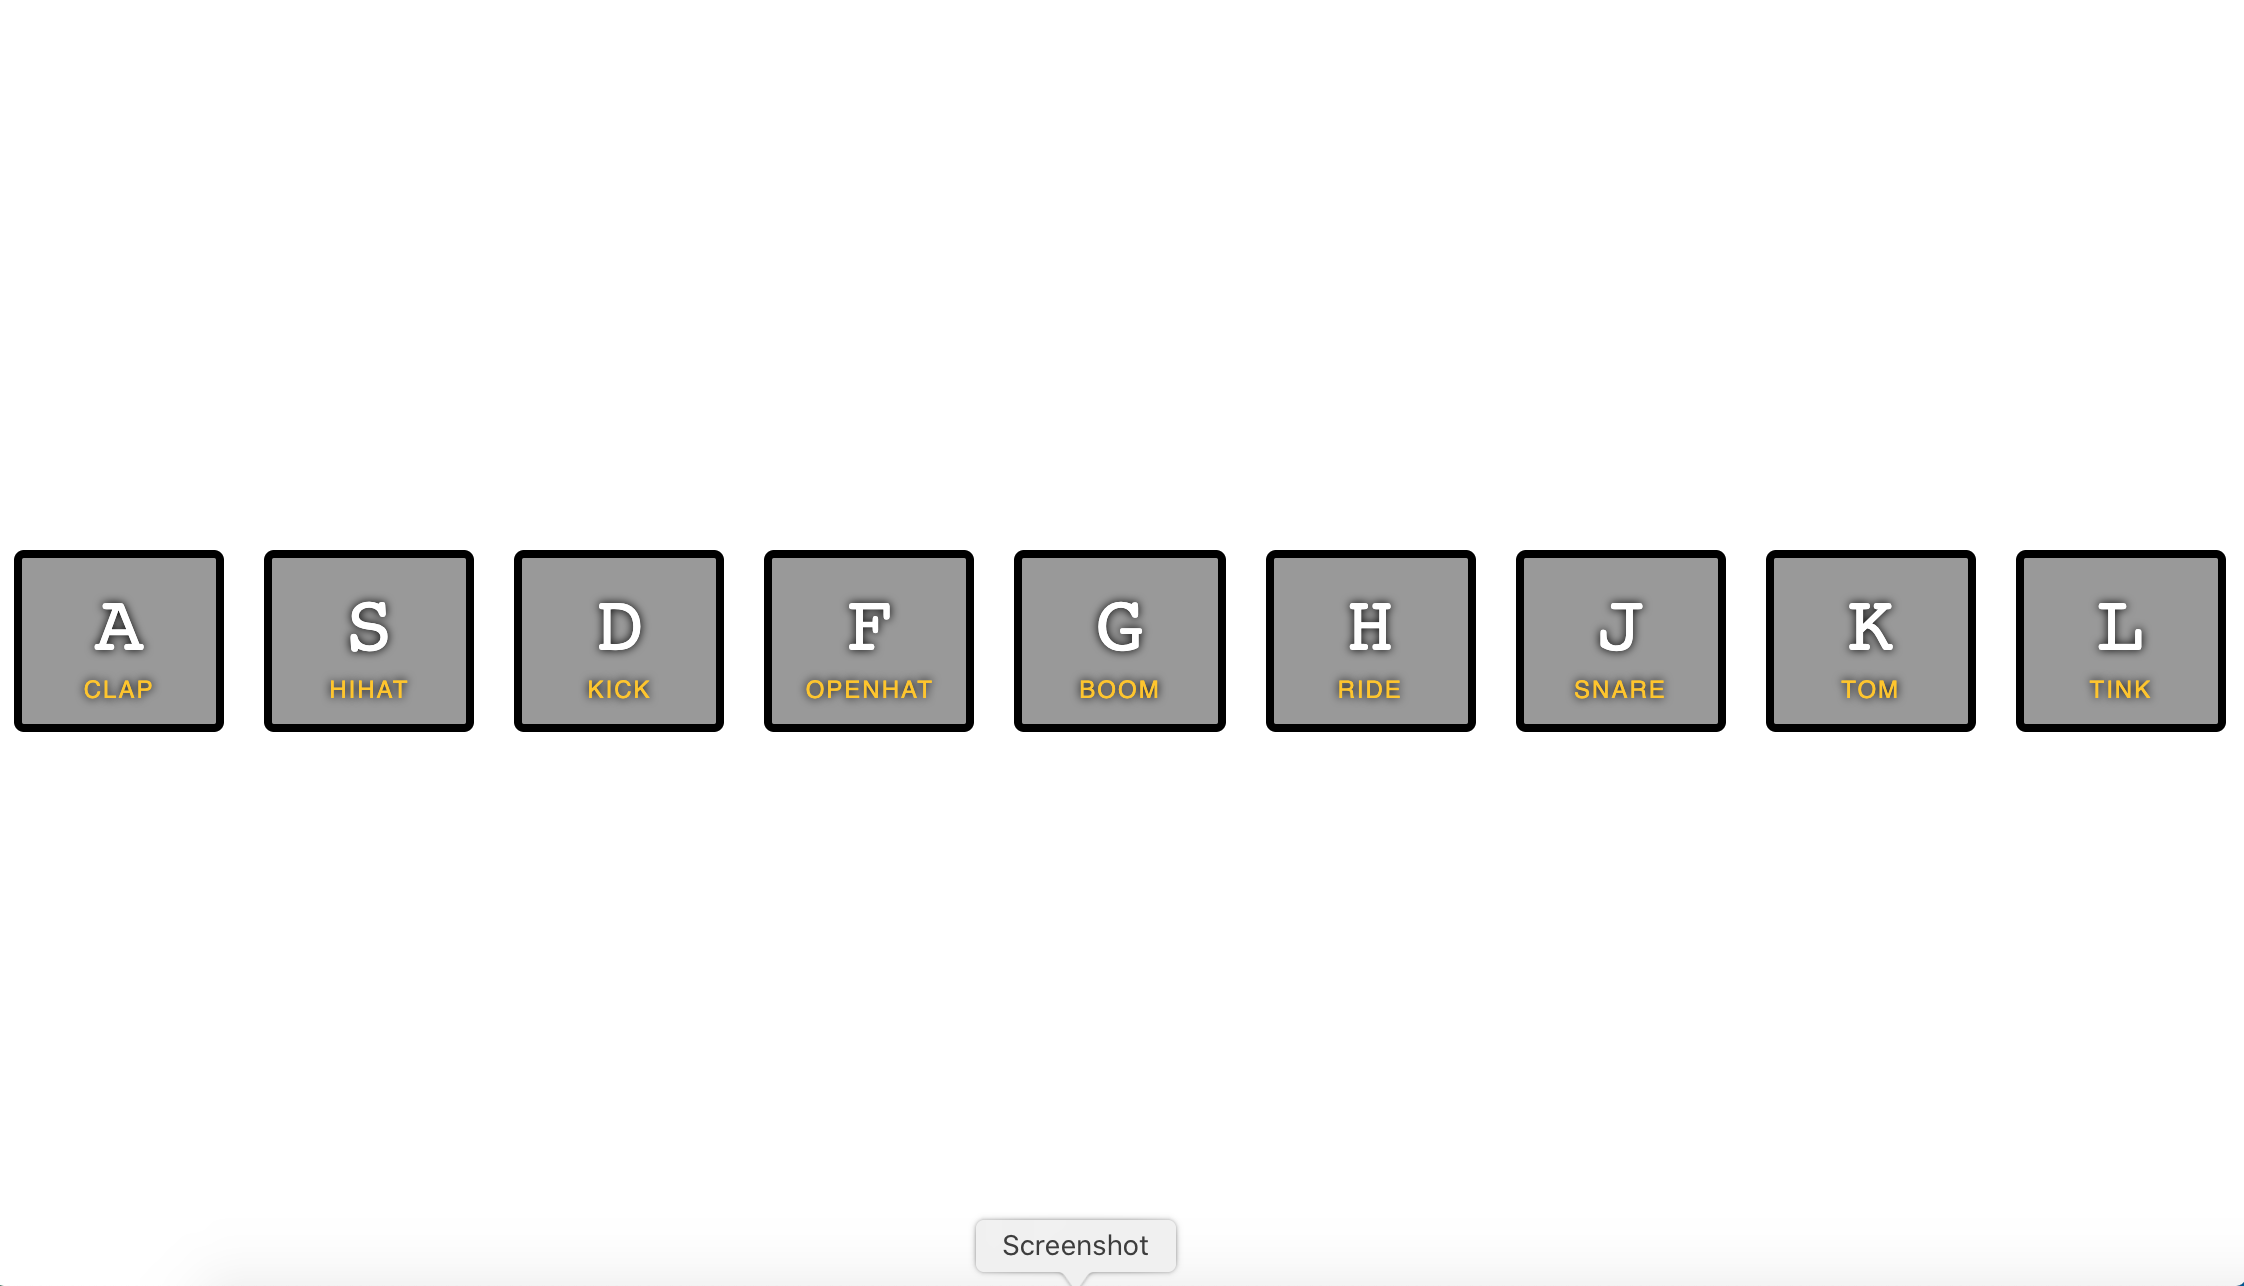 A S D F G H J K L
CLAP HIHAT KICK OPENHAT BOOM RIDE SNARE TOM TINK
Screenshot